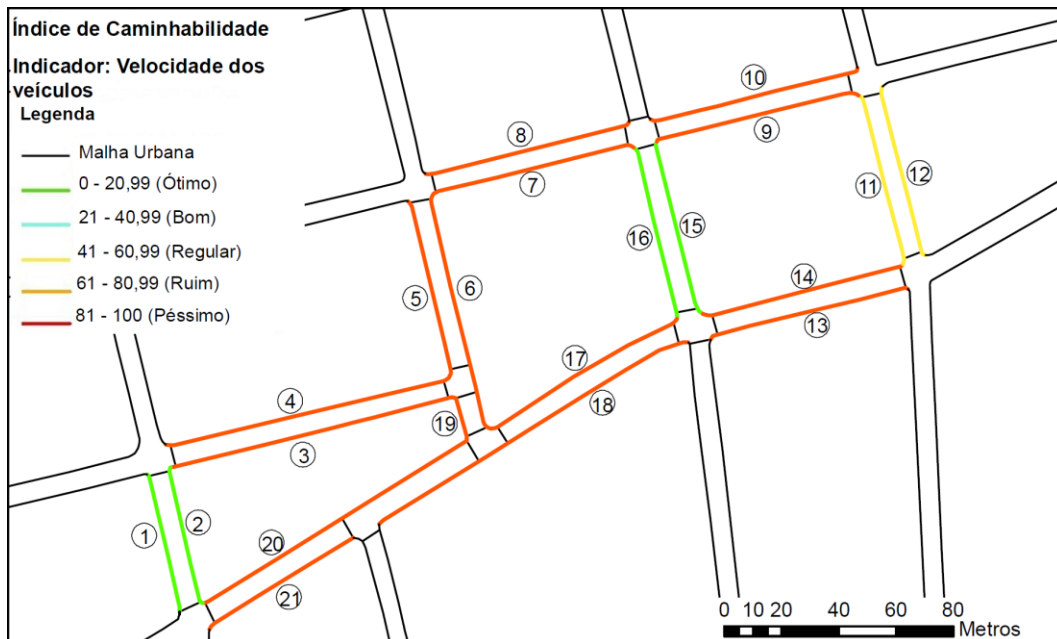 Índice de Caminhabilidade
Indicador: Velocidade dos
veículos
Legenda
Malha Urbana
0 - 20,99 (Ótimo)
21 - 40,99 (Bom)
41 - 60,99 (Regular)
61 - 80,99 (Ruim)
81 - 100 (Péssimo)
10
8
9
7
12
11
15
16
6
5
14
13
17
4
18
19
3
2
1
20
21
0 10 20 40 60 80
Metros